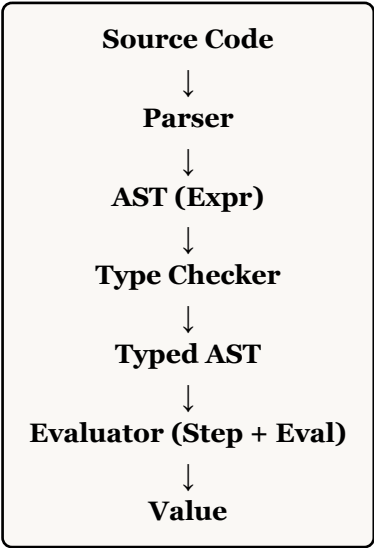 Source Code
↓
Parser
↓
AST (Expr)
↓
Type Checker
↓
Typed AST
↓
Evaluator (Step + Eval)
↓
Value